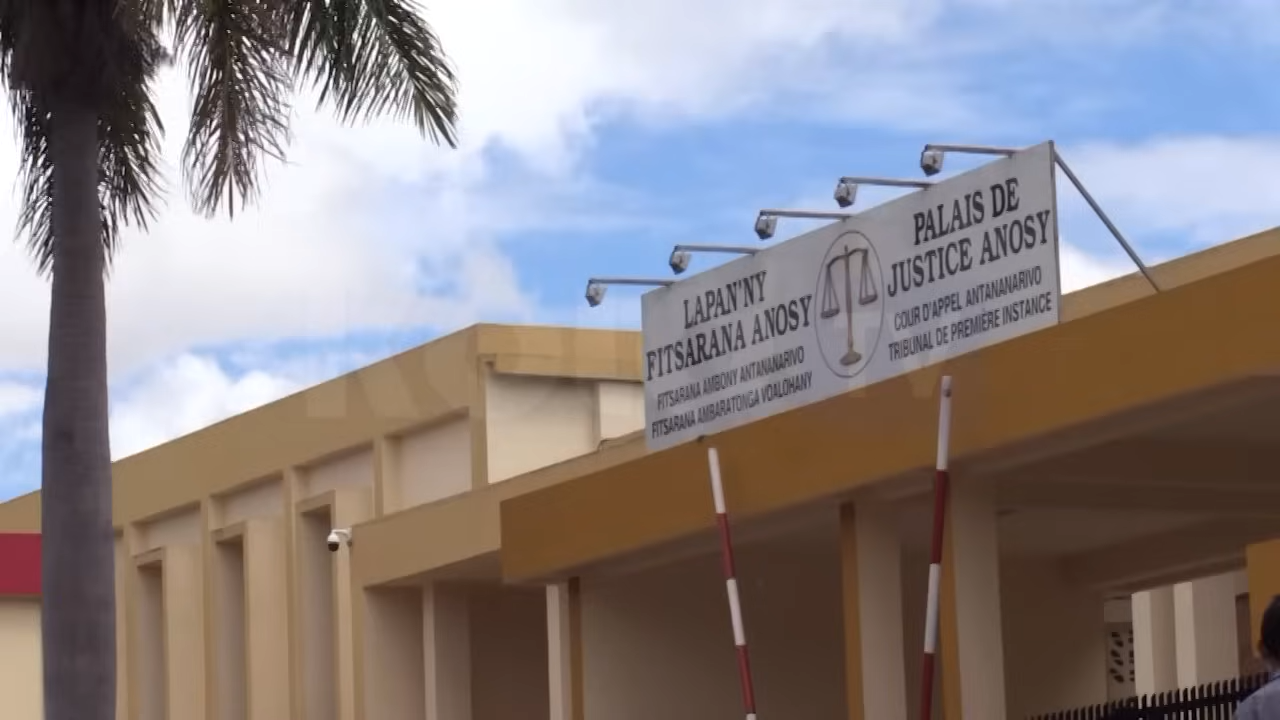 LAPAN'NY
FITSARANA ANOSY
FITSARANA AMBONY ANTANANARIVO
FITSARANA AMBARATONGA VOALOHANY
PALAIS DE
JUSTICE ANOSY
COUR D'APPEL ANTANANARIVO
TRIBUNAL DE PREMIÈRE INSTANCE